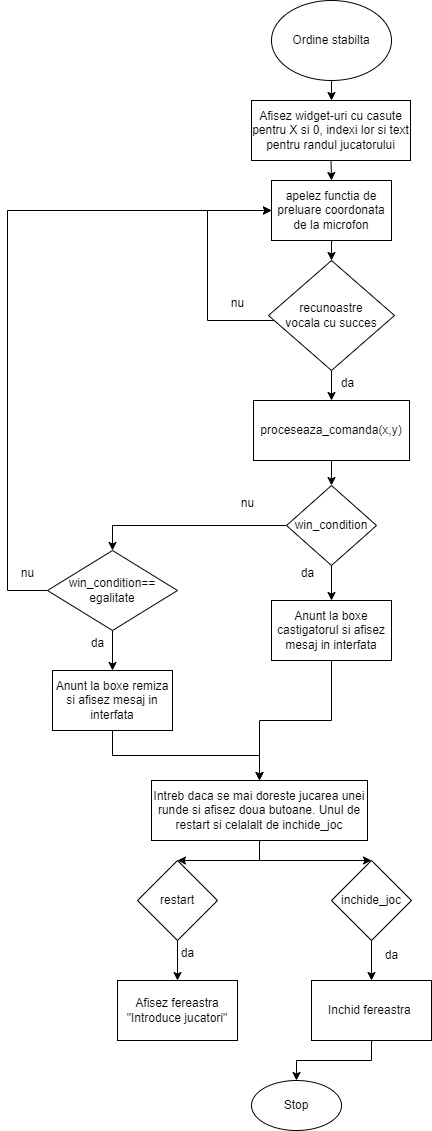 Ordine stabilta
Afisez widget-uri cu casute
pentru X si 0, indexi lor si text
pentru randul jucatorului
apelez functia de
preluare coordonata
de la microfon
nu
recunoastre
vocala cu succes
da
proceseaza_comanda(x,y)
nu
win_condition
da
win_condition==
egalitate
nu
da
Anunt la boxe
castigatorul si afisez
mesaj in interfata
Anunt la boxe remiza
si afisez mesaj in
interfata
Intreb daca se mai doreste jucarea unei
runde si afisez doua butoane. Unul de
restart si celalalt de inchide_joc
restart
inchide_joc
da
da
Afisez fereastra
"Introduce jucatori"
Inchid fereastra
Stop